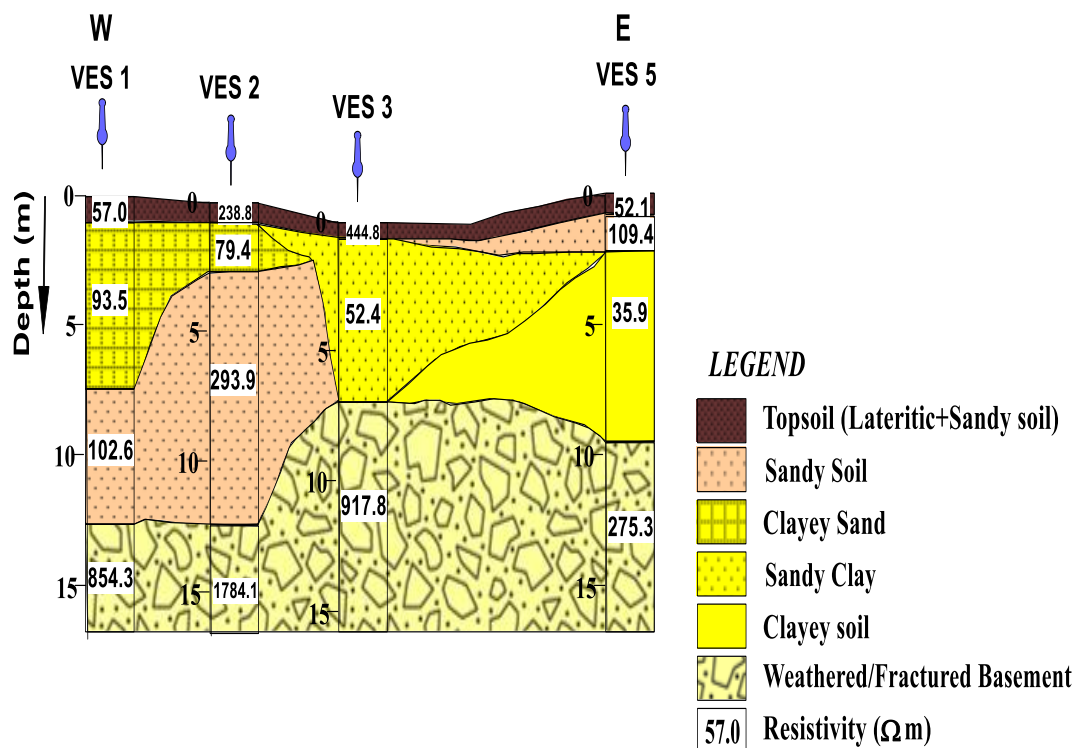 W E
VES 1 VES 2 VES 3 VES 5
Depth (m)
0 0 0 0
57.0 238.8 444.8 52.1
109.4
79.4
93.5 52.4 35.9
5 5 5 5
293.9
102.6
10 10 10 10
917.8 275.3
854.3 1784.1
15 15 15 15
LEGEND
Topsoil (Lateritic+Sandy soil)
Sandy Soil
Clayey Sand
Sandy Clay
Clayey soil
Weathered/Fractured Basement
57.0 Resistivity (Ωm)